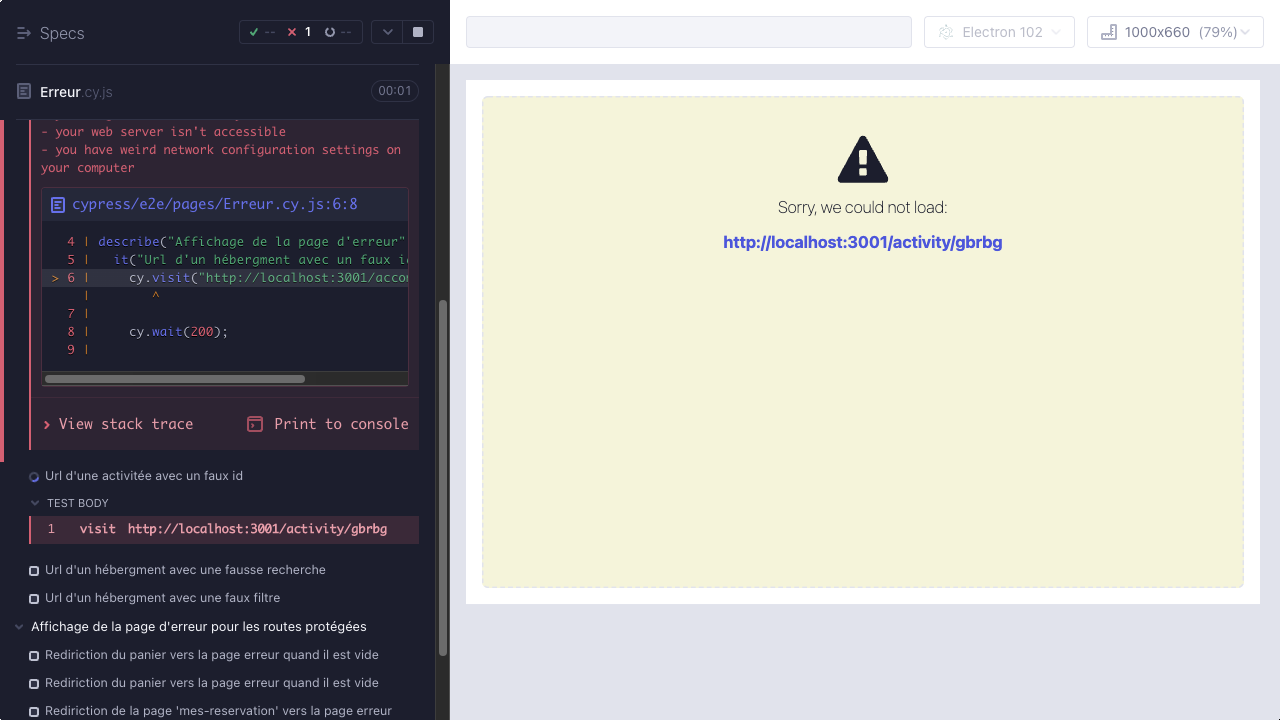 Specs
-- 1 --
Erreur.cy.js 00:01
- your web server isn't accessible
- you have weird network configuration settings on
your computer
cypress/e2e/pages/Erreur.cy.js:6:8
4 | describe("Affichage de la page d'erreur"
5 | it("Url d'un hébergment avec un faux i
> 6 | cy.visit("http://localhost:3001/acco
| ^
7 |
8 | cy.wait(200);
9 |
View stack trace Print to console
Url d'une activitée avec un faux id
TEST BODY
1 visit http://localhost:3001/activity/gbrbg
Url d'un hébergment avec une fausse recherche
Url d'un hébergment avec une faux filtre
Affichage de la page d'erreur pour les routes protégées
Rediriction du panier vers la page erreur quand il est vide
Rediriction du panier vers la page erreur quand il est vide
Rediriction de la page 'mes-reservation' vers la page erreur
Electron 102
1000x660 (79%)
Sorry, we could not load:
http://localhost:3001/activity/gbrbg